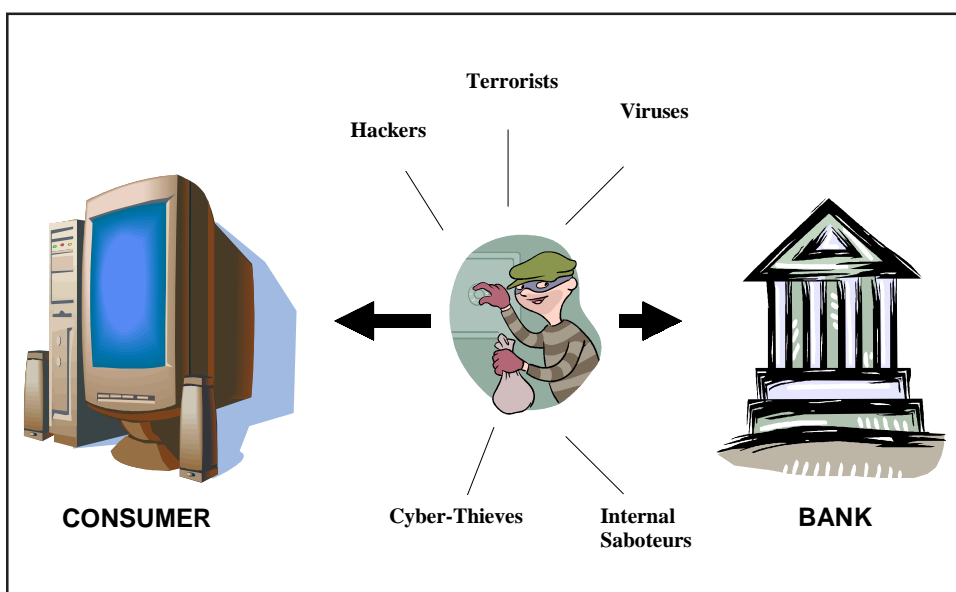 Terrorists
Viruses
Hackers
Cyber-Thieves
Internal
Saboteurs
CONSUMER
BANK